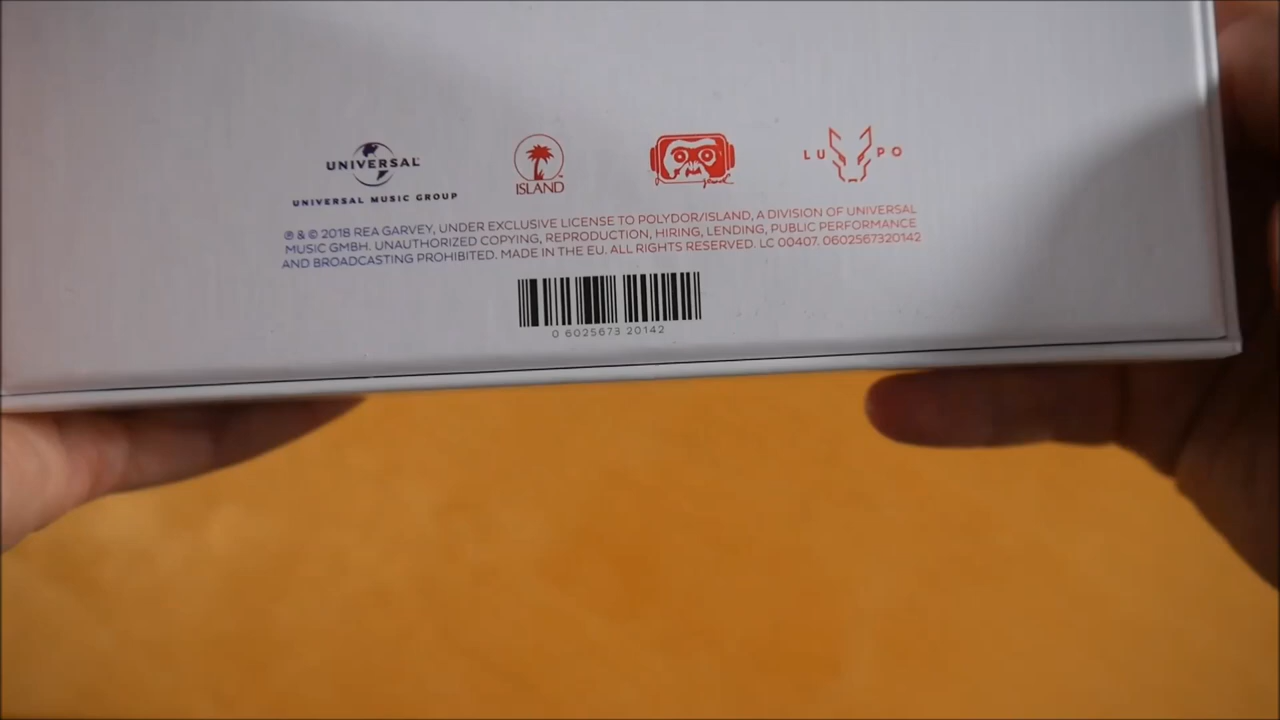 UNIVERSAL
UNIVERSAL MUSIC GROUP
ISLAND
LUPO
℗ & © 2018 REA GARVEY, UNDER EXCLUSIVE LICENSE TO POLYDOR/ISLAND, A DIVISION OF UNIVERSAL
MUSIC GMBH. UNAUTHORIZED COPYING, REPRODUCTION, HIRING, LENDING, PUBLIC PERFORMANCE
AND BROADCASTING PROHIBITED. MADE IN THE EU. ALL RIGHTS RESERVED. LC 00407. 0602567320142
0 6025673 20142